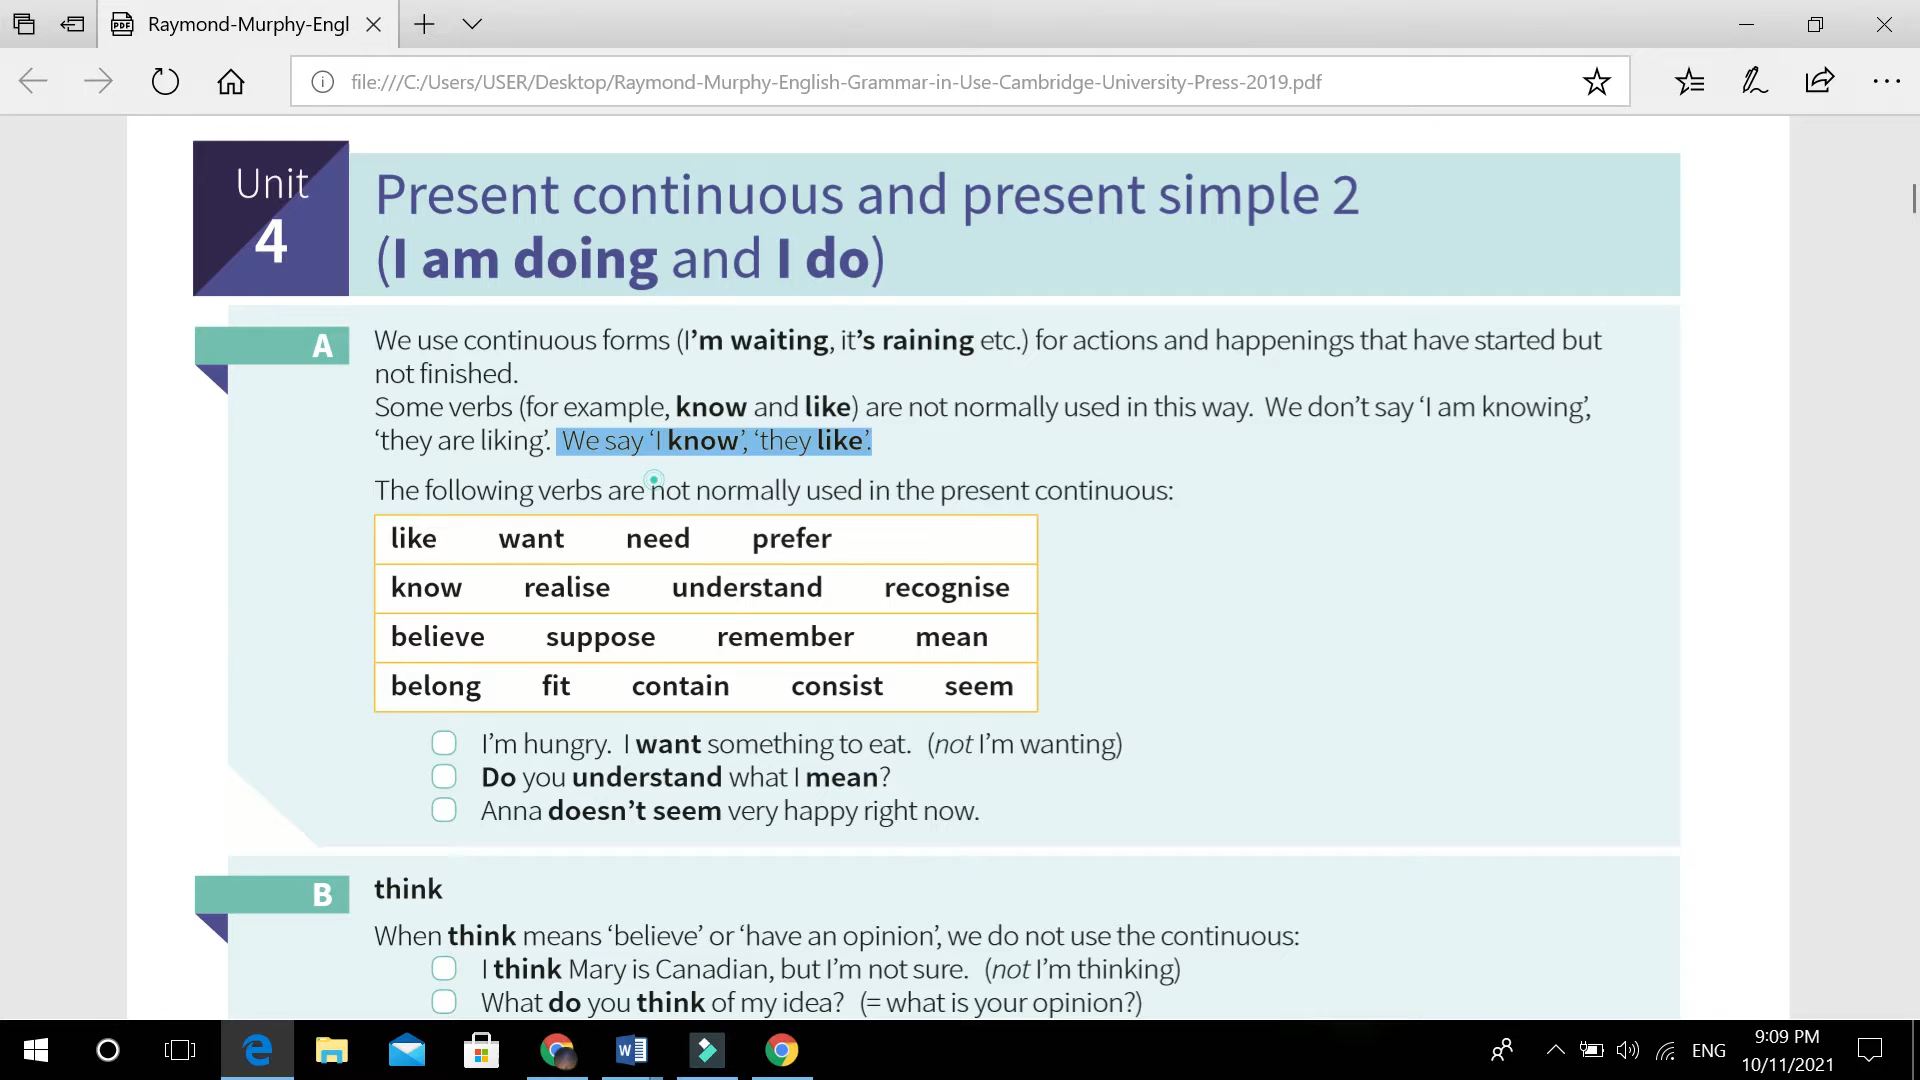 Raymond-Murphy-Engl
file:///C:/Users/USER/Desktop/Raymond-Murphy-English-Grammar-in-Use-Cambridge-University-Press-2019.pdf
Unit
4
Present continuous and present simple 2
(I am doing and I do)
A
We use continuous forms (I’m waiting, it’s raining etc.) for actions and happenings that have started but
not finished.
Some verbs (for example, know and like) are not normally used in this way. We don’t say ‘I am knowing’,
‘they are liking’. We say ‘I know’, ‘they like’.
The following verbs are not normally used in the present continuous:
like want need prefer
know realise understand recognise
believe suppose remember mean
belong fit contain consist seem
I’m hungry. I want something to eat. (not I’m wanting)
Do you understand what I mean?
Anna doesn’t seem very happy right now.
B
think
When think means ‘believe’ or ‘have an opinion’, we do not use the continuous:
I think Mary is Canadian, but I’m not sure. (not I’m thinking)
What do you think of my idea? (= what is your opinion?)
ENG
9:09 PM
10/11/2021